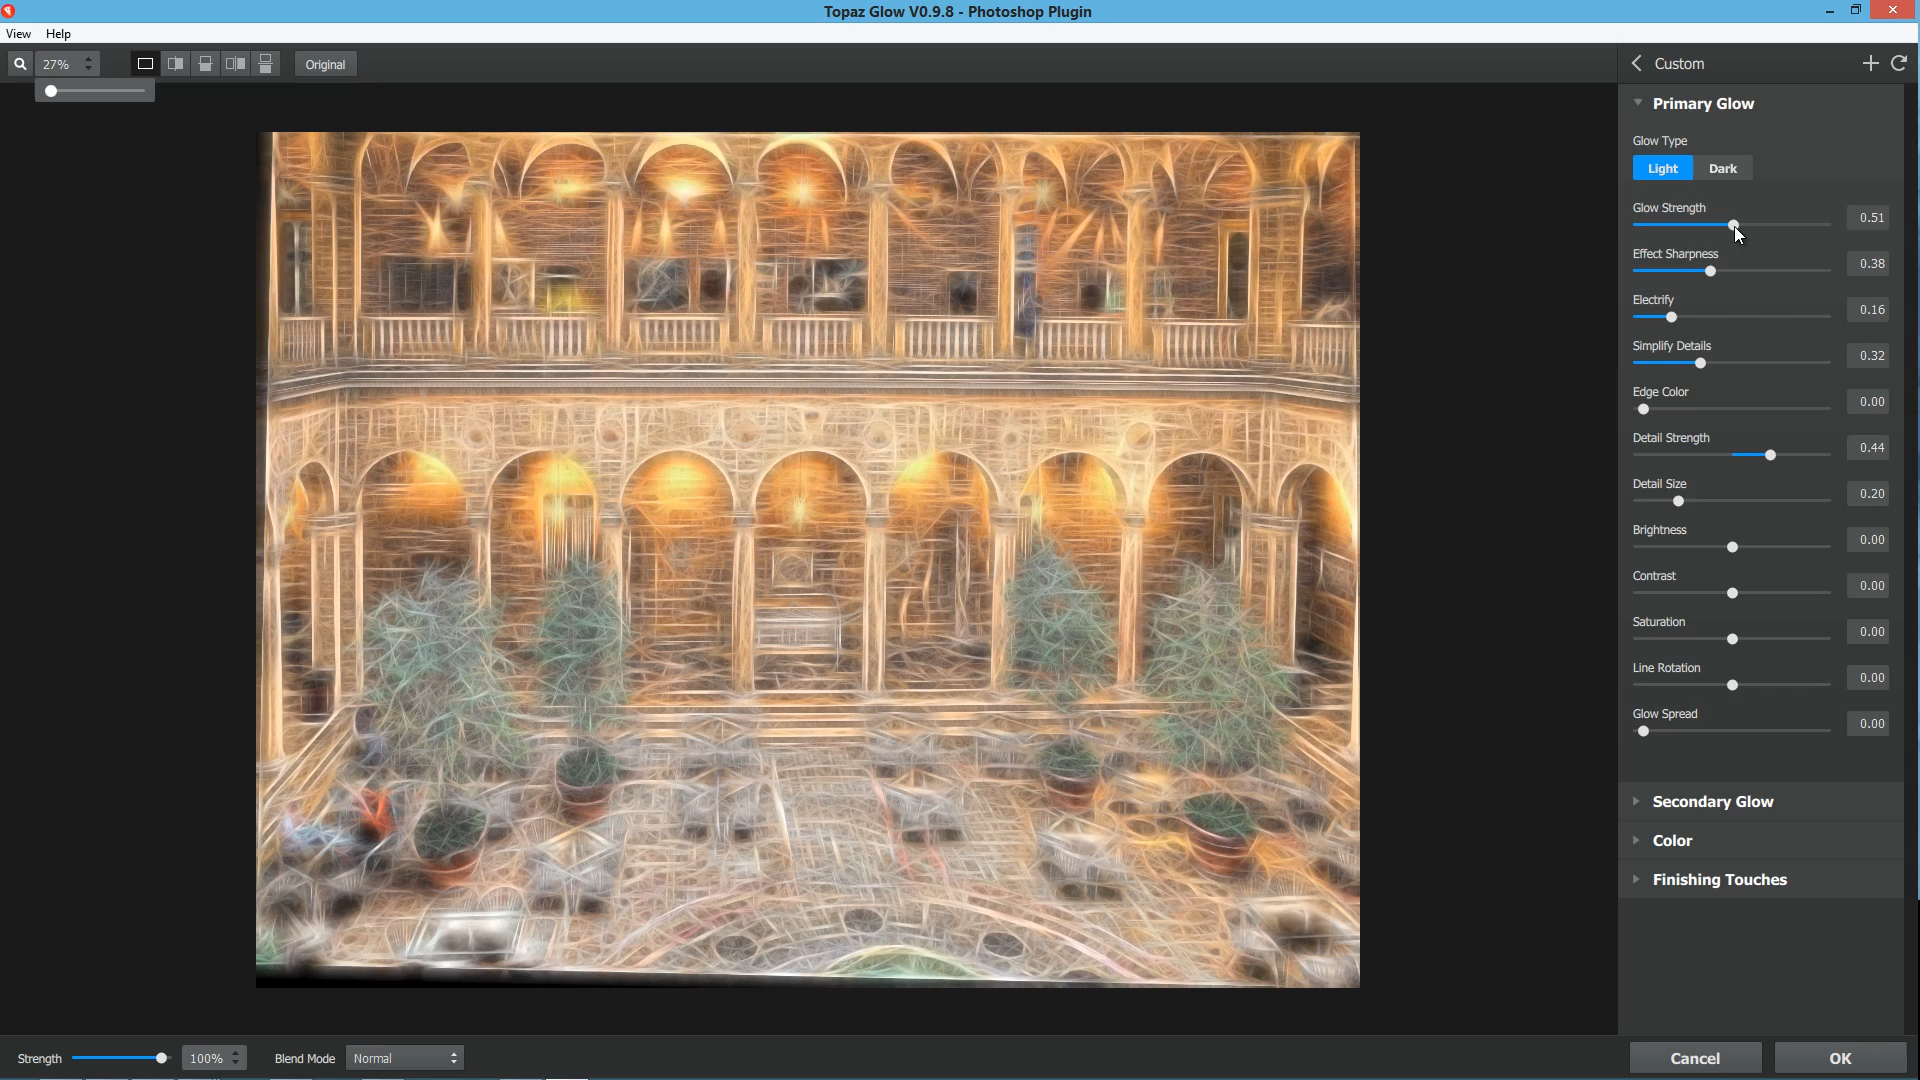 Topaz Glow V0.9.8 - Photoshop Plugin
View Help
27%
Original
Custom
Primary Glow
Glow Type
Light Dark
Glow Strength
0.51
Effect Sharpness
0.38
Electrify
0.16
Simplify Details
0.32
Edge Color
0.00
Detail Strength
0.44
Detail Size
0.20
Brightness
0.00
Contrast
0.00
Saturation
0.00
Line Rotation
0.00
Glow Spread
0.00
Secondary Glow
Color
Finishing Touches
Strength 100% Blend Mode Normal
Cancel OK